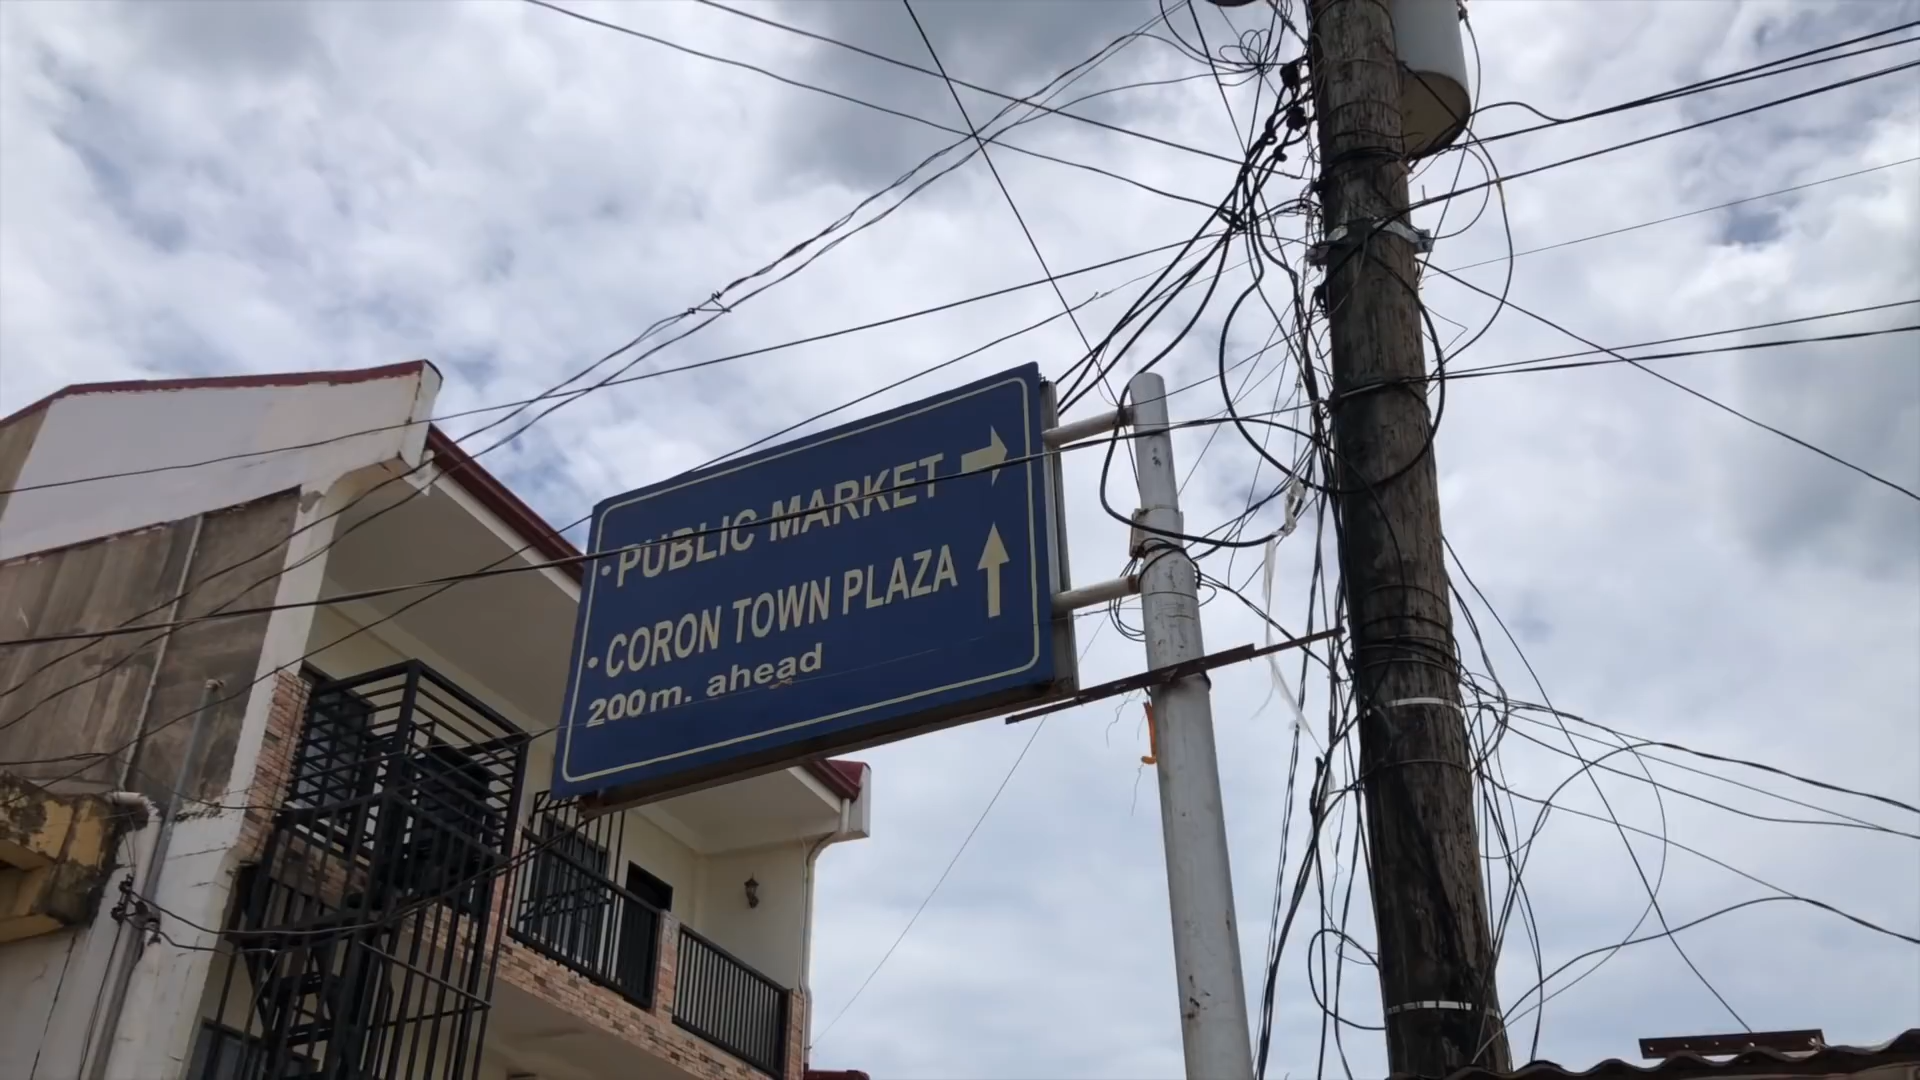 • PUBLIC MARKET →
• CORON TOWN PLAZA ↑
200m. ahead